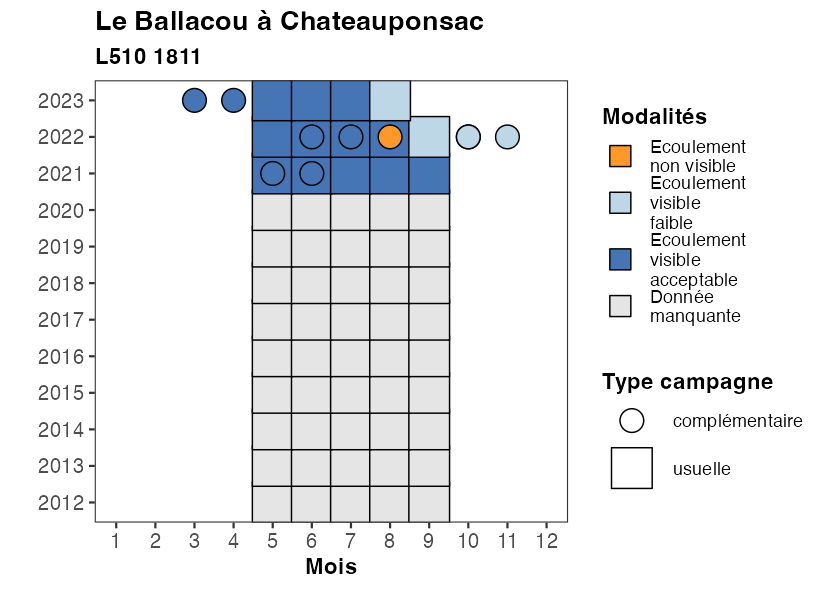 Le Ballacou à Chateauponsac
L510 1811
2023
2022
2021
2020
2019
2018
2017
2016
2015
2014
2013
2012
1 2 3 4 5 6 7 8 9 10 11 12
Mois
Modalités
Ecoulement
non visible
Ecoulement
visible
faible
Ecoulement
visible
acceptable
Donnée
manquante
Type campagne
complémentaire
usuelle